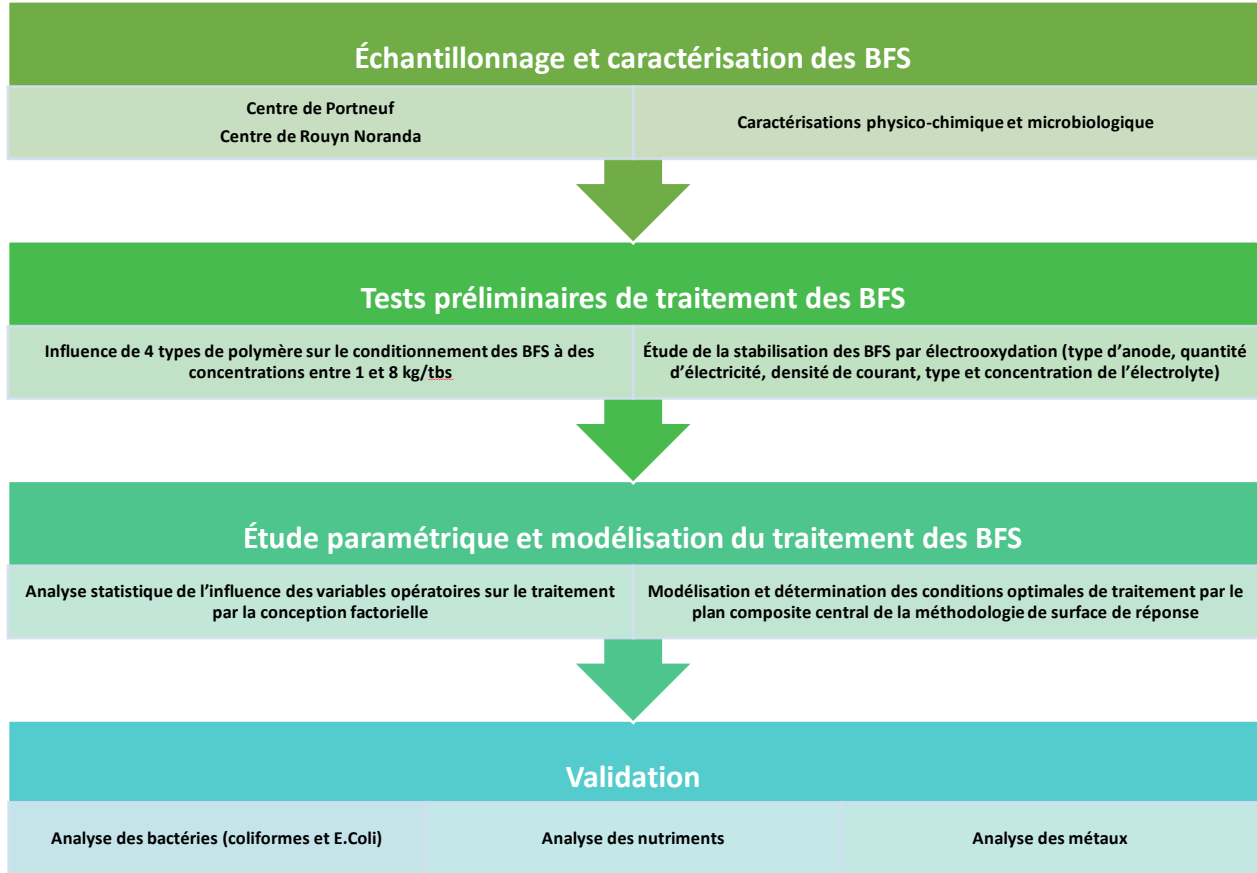 Échantillonnage et caractérisation des BFS
Centre de Portneuf
Centre de Rouyn Noranda
Caractérisations physico-chimique et microbiologique
Tests préliminaires de traitement des BFS
Influence de 4 types de polymère sur le conditionnement des BFS à des
concentrations entre 1 et 8 kg/tbs
Étude de la stabilisation des BFS par électrooxydation (type d’anode, quantité
d’électricité, densité de courant, type et concentration de l’électrolyte)
Étude paramétrique et modélisation du traitement des BFS
Analyse statistique de l’influence des variables opératoires sur le traitement
par la conception factorielle
Modélisation et détermination des conditions optimales de traitement par le
plan composite central de la méthodologie de surface de réponse
Validation
Analyse des bactéries (coliformes et E.Coli)
Analyse des nutriments
Analyse des métaux